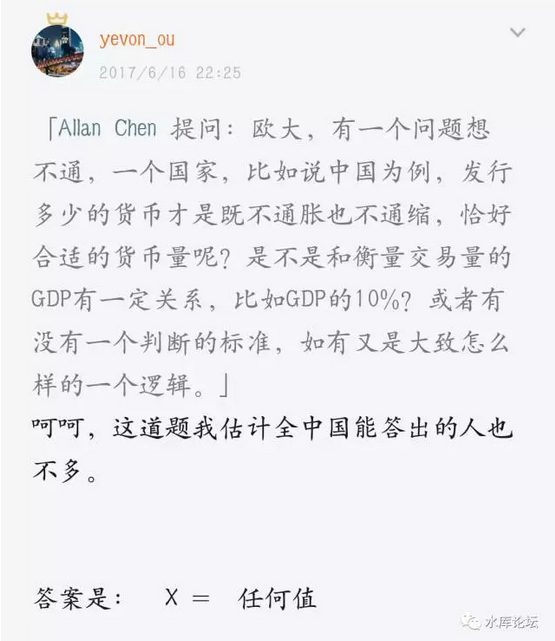 yevon_ou
2017/6/16 22:25
「Allan Chen 提问：欧大，有一个问题想
不通，一个国家，比如说中国为例，发行
多少的货币才是既不通胀也不通缩，恰好
合适的货币量呢？是不是和衡量交易量的
GDP有一定关系，比如GDP的10%？或者有
没有一个判断的标准，如有又是大致怎么
样的一个逻辑。」
呵呵，这道题我估计全中国能答出的人也
不多。
答案是： X = 任何值
水库论坛